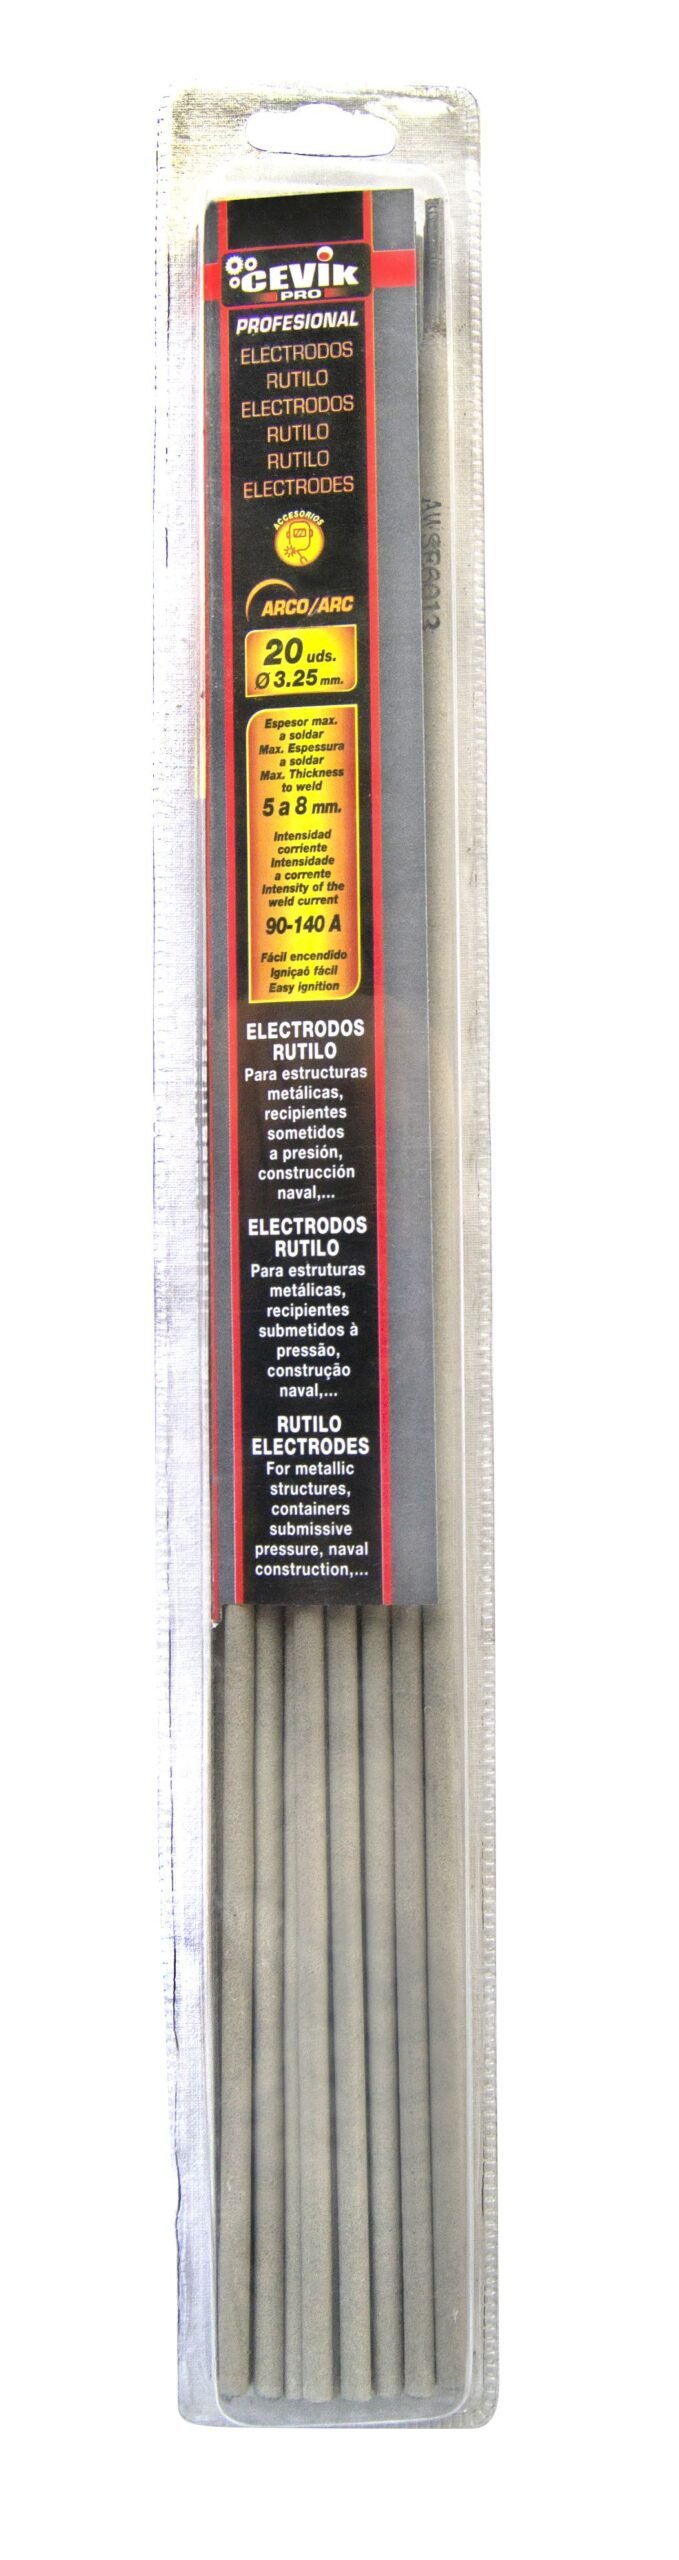 CEVIK
PRO
PROFESIONAL
ELECTRODOS
RUTILO
ELECTRODOS
RUTILO
RUTILO
ELECTRODES
ACCESORIOS
ARCO/ARC
20 uds.
Ø 3.25 mm.
Espesor max.
a soldar
Max. Espessura
a soldar
Max. Thickness
to weld
5 a 8 mm.
Intensidad
corriente
Intensidade
a corrente
Intensity of the
weld current
90-140 A
Fácil encendido
Igniçaõ fácil
Easy ignition
ELECTRODOS
RUTILO
Para estructuras
metálicas,
recipientes
sometidos
a presión,
construcción
naval,...
ELECTRODOS
RUTILO
Para estruturas
metálicas,
recipientes
submetidos à
pressão,
construção
naval,...
RUTILO
ELECTRODES
For metallic
structures,
containers
submissive
pressure, naval
construction,...
AWSE6013